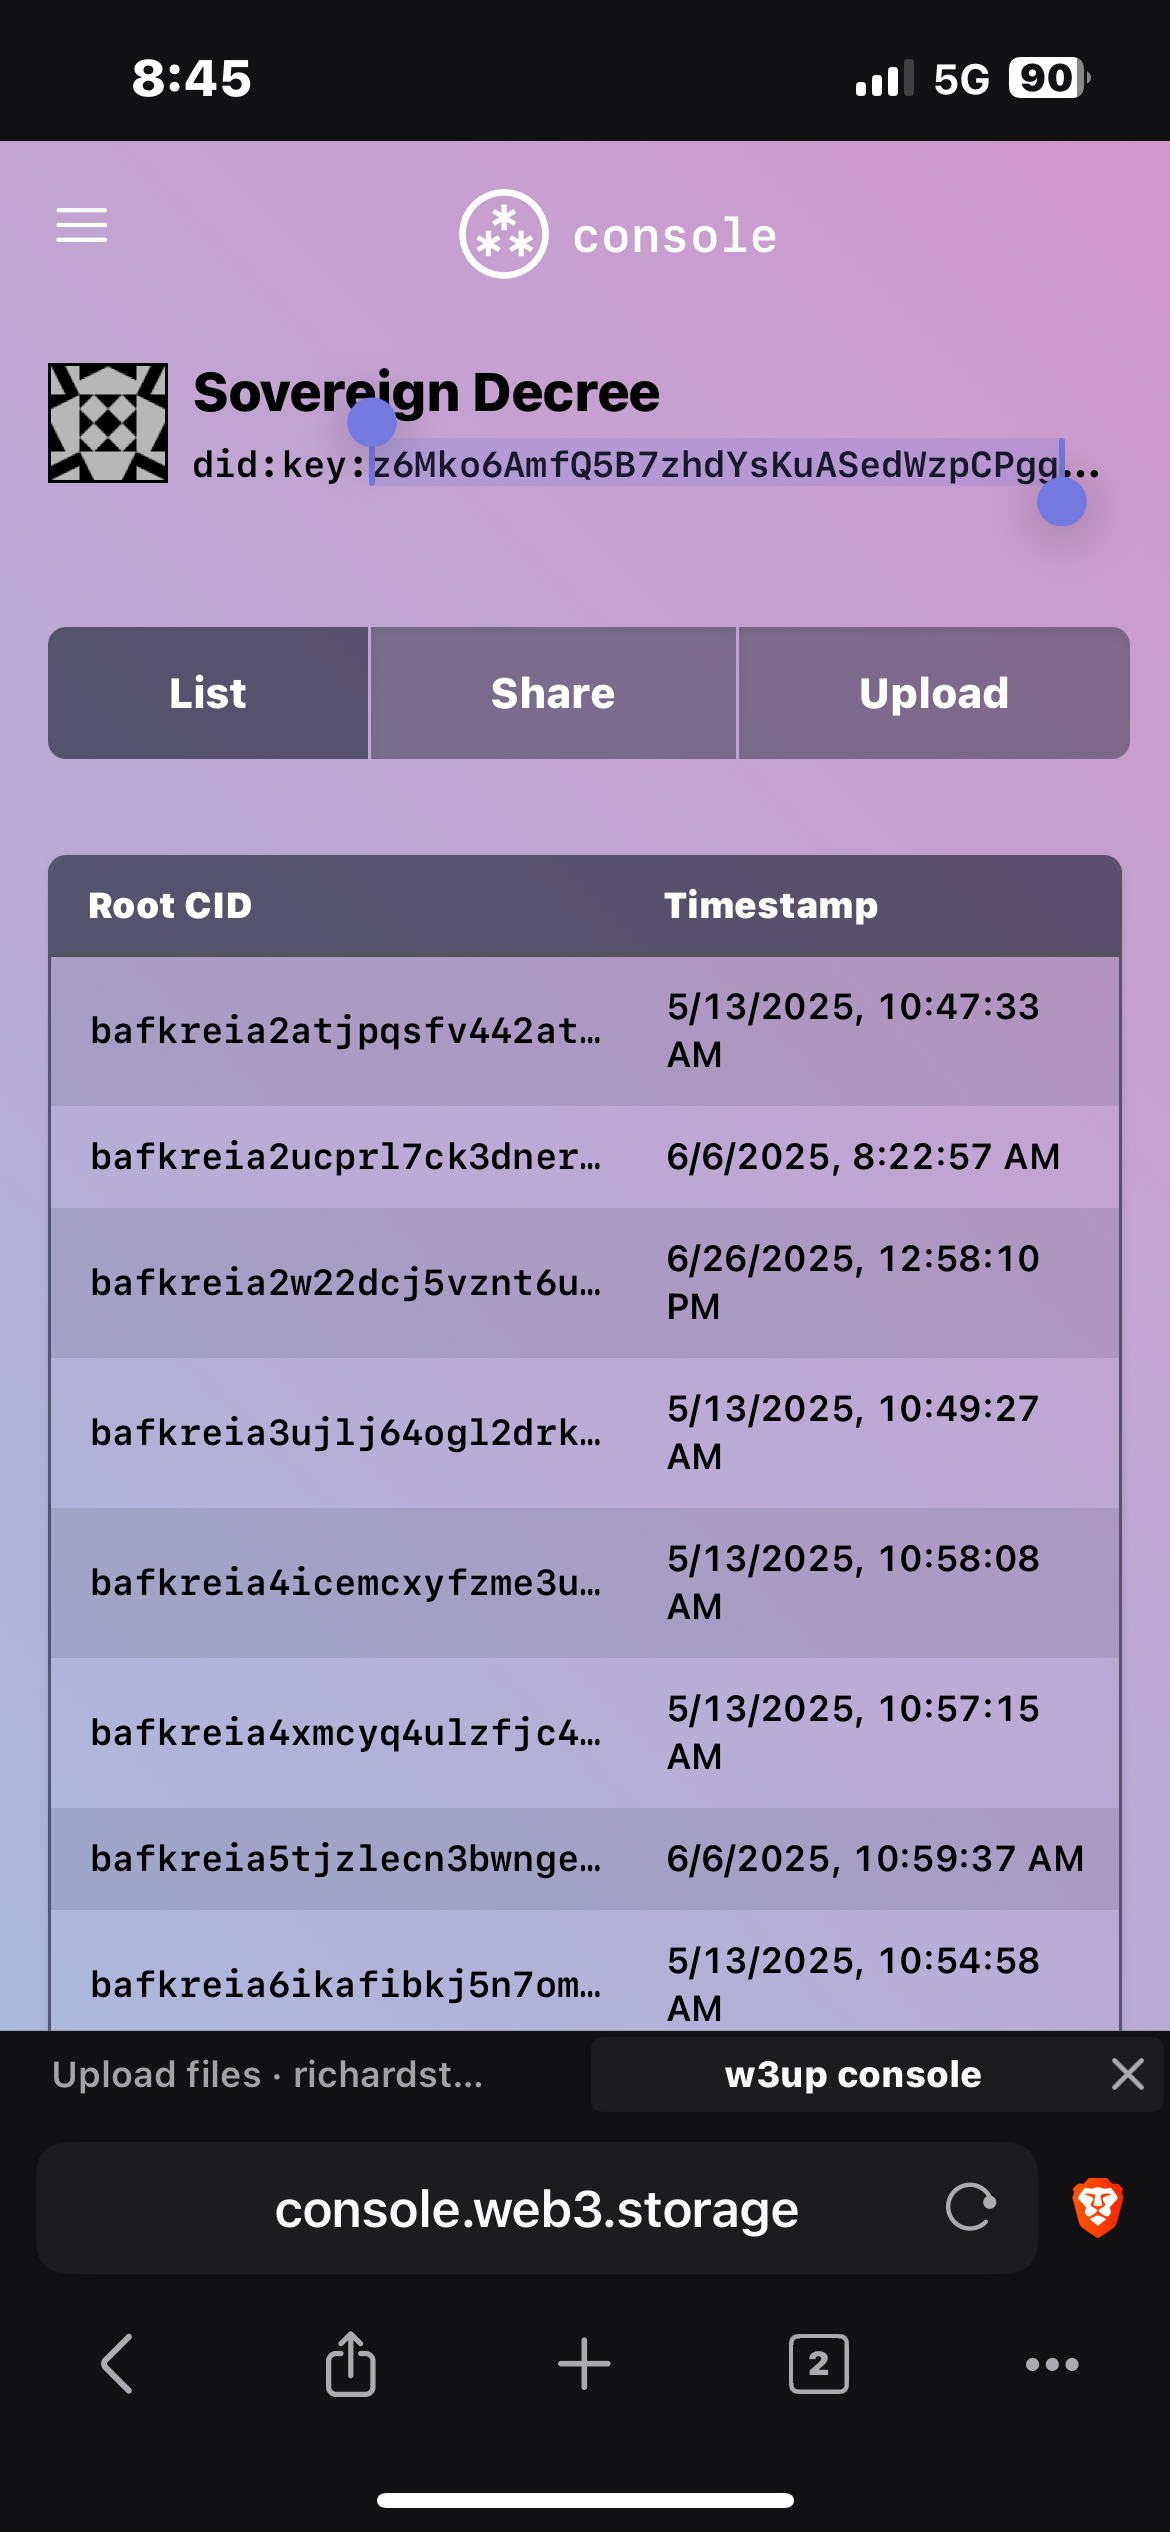 8:45
5G 90
console
Sovereign Decree
did:key:z6Mko6AmfQ5B7zhdYsKuASedWzpCPgg...
List Share Upload
Root CID Timestamp
bafkreia2atjpqsfv442at… 5/13/2025, 10:47:33
AM
bafkreia2ucprl7ck3dner… 6/6/2025, 8:22:57 AM
bafkreia2w22dcj5vznt6u… 6/26/2025, 12:58:10
PM
bafkreia3ujlj64ogl2drk… 5/13/2025, 10:49:27
AM
bafkreia4icemcxyfzme3u… 5/13/2025, 10:58:08
AM
bafkreia4xmcyq4ulzfjc4… 5/13/2025, 10:57:15
AM
bafkreia5tjzlecn3bwnge… 6/6/2025, 10:59:37 AM
bafkreia6ikafibkj5n7om… 5/13/2025, 10:54:58
AM
Upload files · richardst... w3up console
console.web3.storage
2